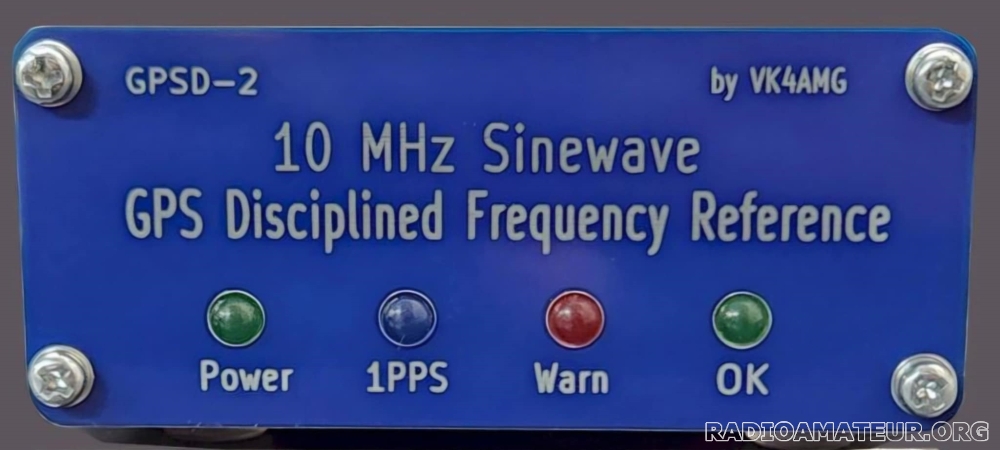 GPSD-2 by VK4AMG
10 MHz Sinewave
GPS Disciplined Frequency Reference
Power 1PPS Warn OK
RADIOAMATEUR.ORG